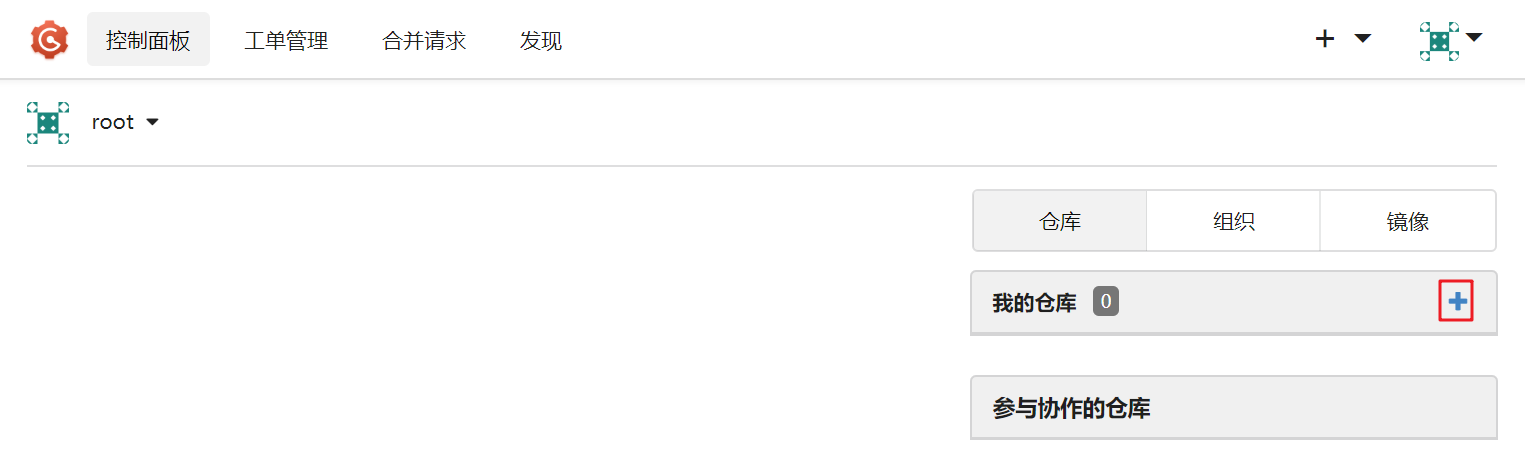 控制面板 工单管理 合并请求 发现
root
仓库 组织 镜像
我的仓库 0
参与协作的仓库